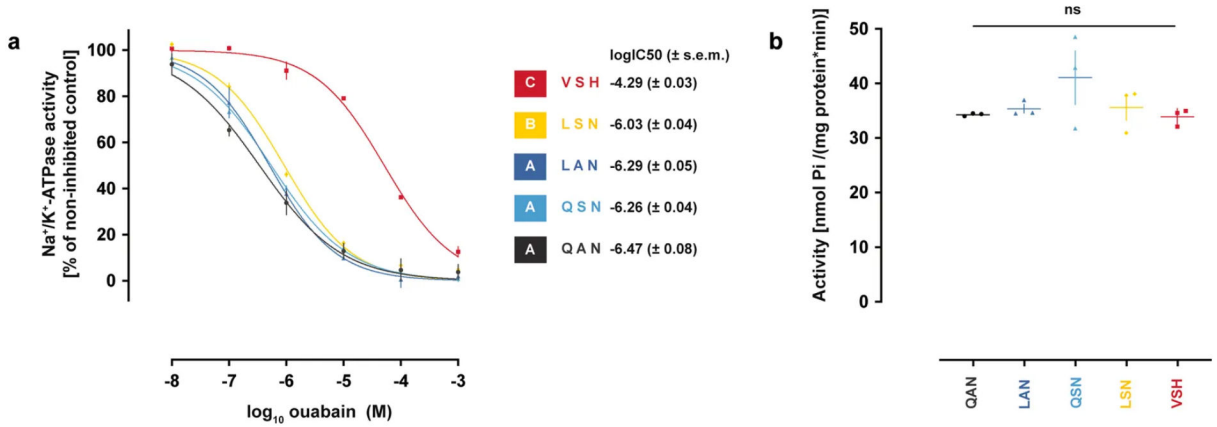 a
Na⁺/K⁺-ATPase activity
[% of non-inhibited control]
100
80
60
40
20
0
-8 -7 -6 -5 -4 -3
log₁₀ ouabain (M)
logIC50 (± s.e.m.)
C VSH -4.29 (± 0.03)
B LSN -6.03 (± 0.04)
A LAN -6.29 (± 0.05)
A QSN -6.26 (± 0.04)
A QAN -6.47 (± 0.08)
b
ns
Activity [nmol Pi /(mg protein*min)]
50
40
30
20
10
0
QAN
LAN
QSN
LSN
VSH